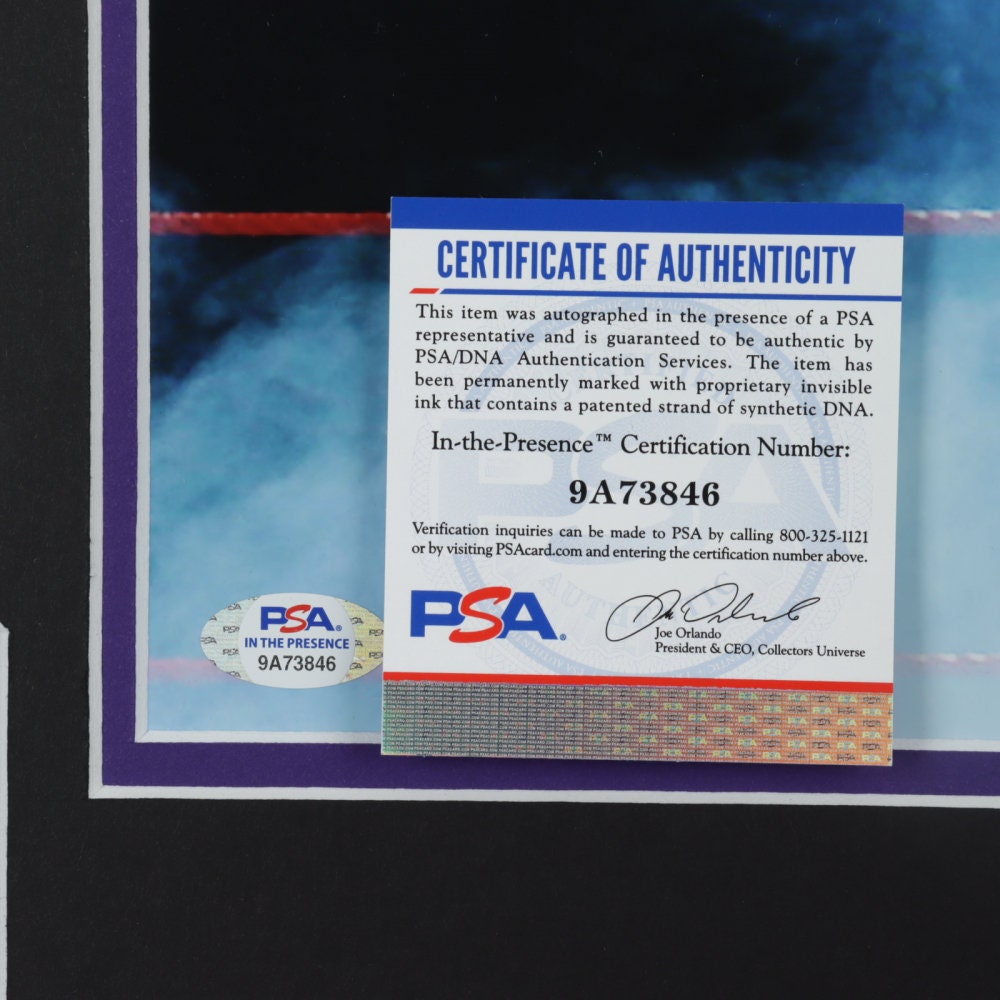 CERTIFICATE OF AUTHENTICITY
This item was autographed in the presence of a PSA
representative and is guaranteed to be authentic by
PSA/DNA Authentication Services. The item has
been permanently marked with proprietary invisible
ink that contains a patented strand of synthetic DNA.
In-the-Presence™ Certification Number:
9A73846
Verification inquiries can be made to PSA by calling 800-325-1121
or by visiting PSAcard.com and entering the certification number above.
PSA®
Joe Orlando
President & CEO, Collectors Universe
PSA®
IN THE PRESENCE
9A73846